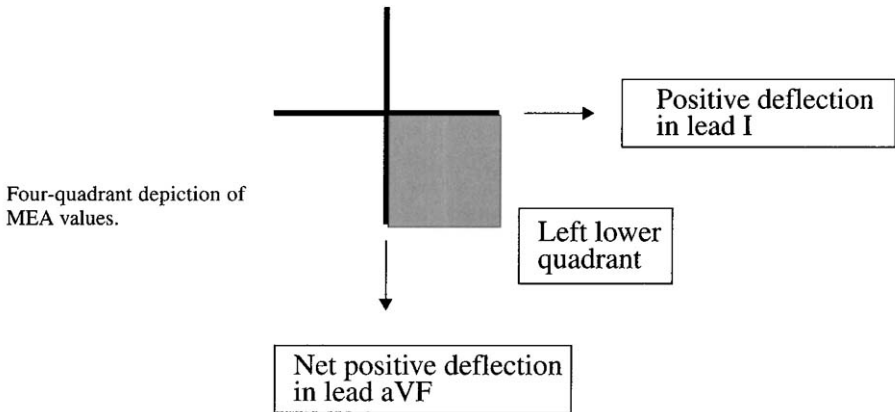 Positive deflection
in lead I
Four-quadrant depiction of
MEA values.
Left lower
quadrant
Net positive deflection
in lead aVF